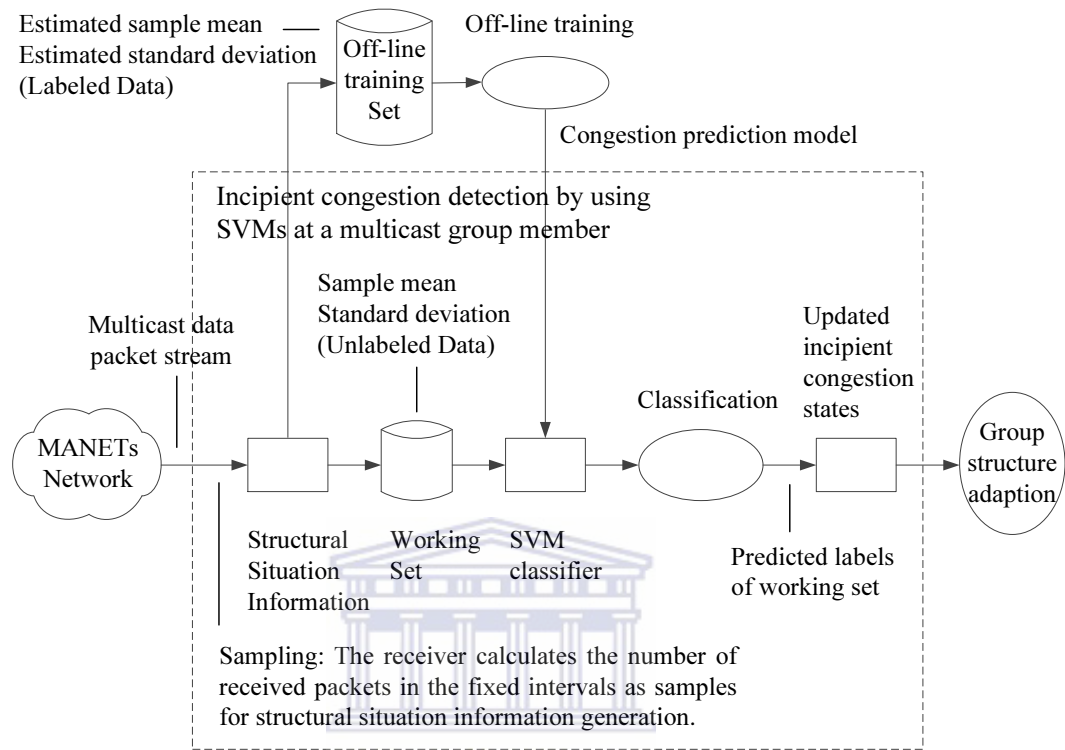 Estimated sample mean
Estimated standard deviation
(Labeled Data)
Off-line
training
Set
Off-line training
Congestion prediction model
Incipient congestion detection by using
SVMs at a multicast group member
Sample mean
Standard deviation
(Unlabeled Data)
Multicast data
packet stream
Updated
incipient
congestion
states
Classification
MANETs
Network
Group
structure
adaption
Structural
Situation
Information
Working
Set
SVM
classifier
Predicted labels
of working set
Sampling: The receiver calculates the number of
received packets in the fixed intervals as samples
for structural situation information generation.